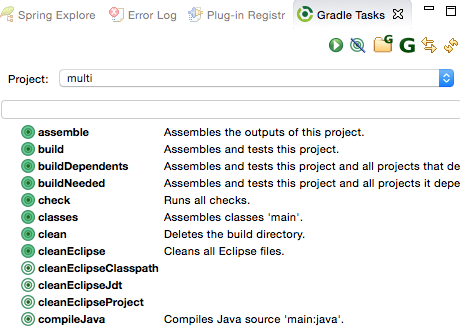 Spring Explore Error Log Plug-in Registr Gradle Tasks
G G
Project: multi
assemble Assembles the outputs of this project.
build Assembles and tests this project.
buildDependents Assembles and tests this project and all projects that de
buildNeeded Assembles and tests this project and all projects it depe
check Runs all checks.
classes Assembles classes 'main'.
clean Deletes the build directory.
cleanEclipse Cleans all Eclipse files.
cleanEclipseClasspath
cleanEclipseJdt
cleanEclipseProject
compileJava Compiles Java source 'main:java'.